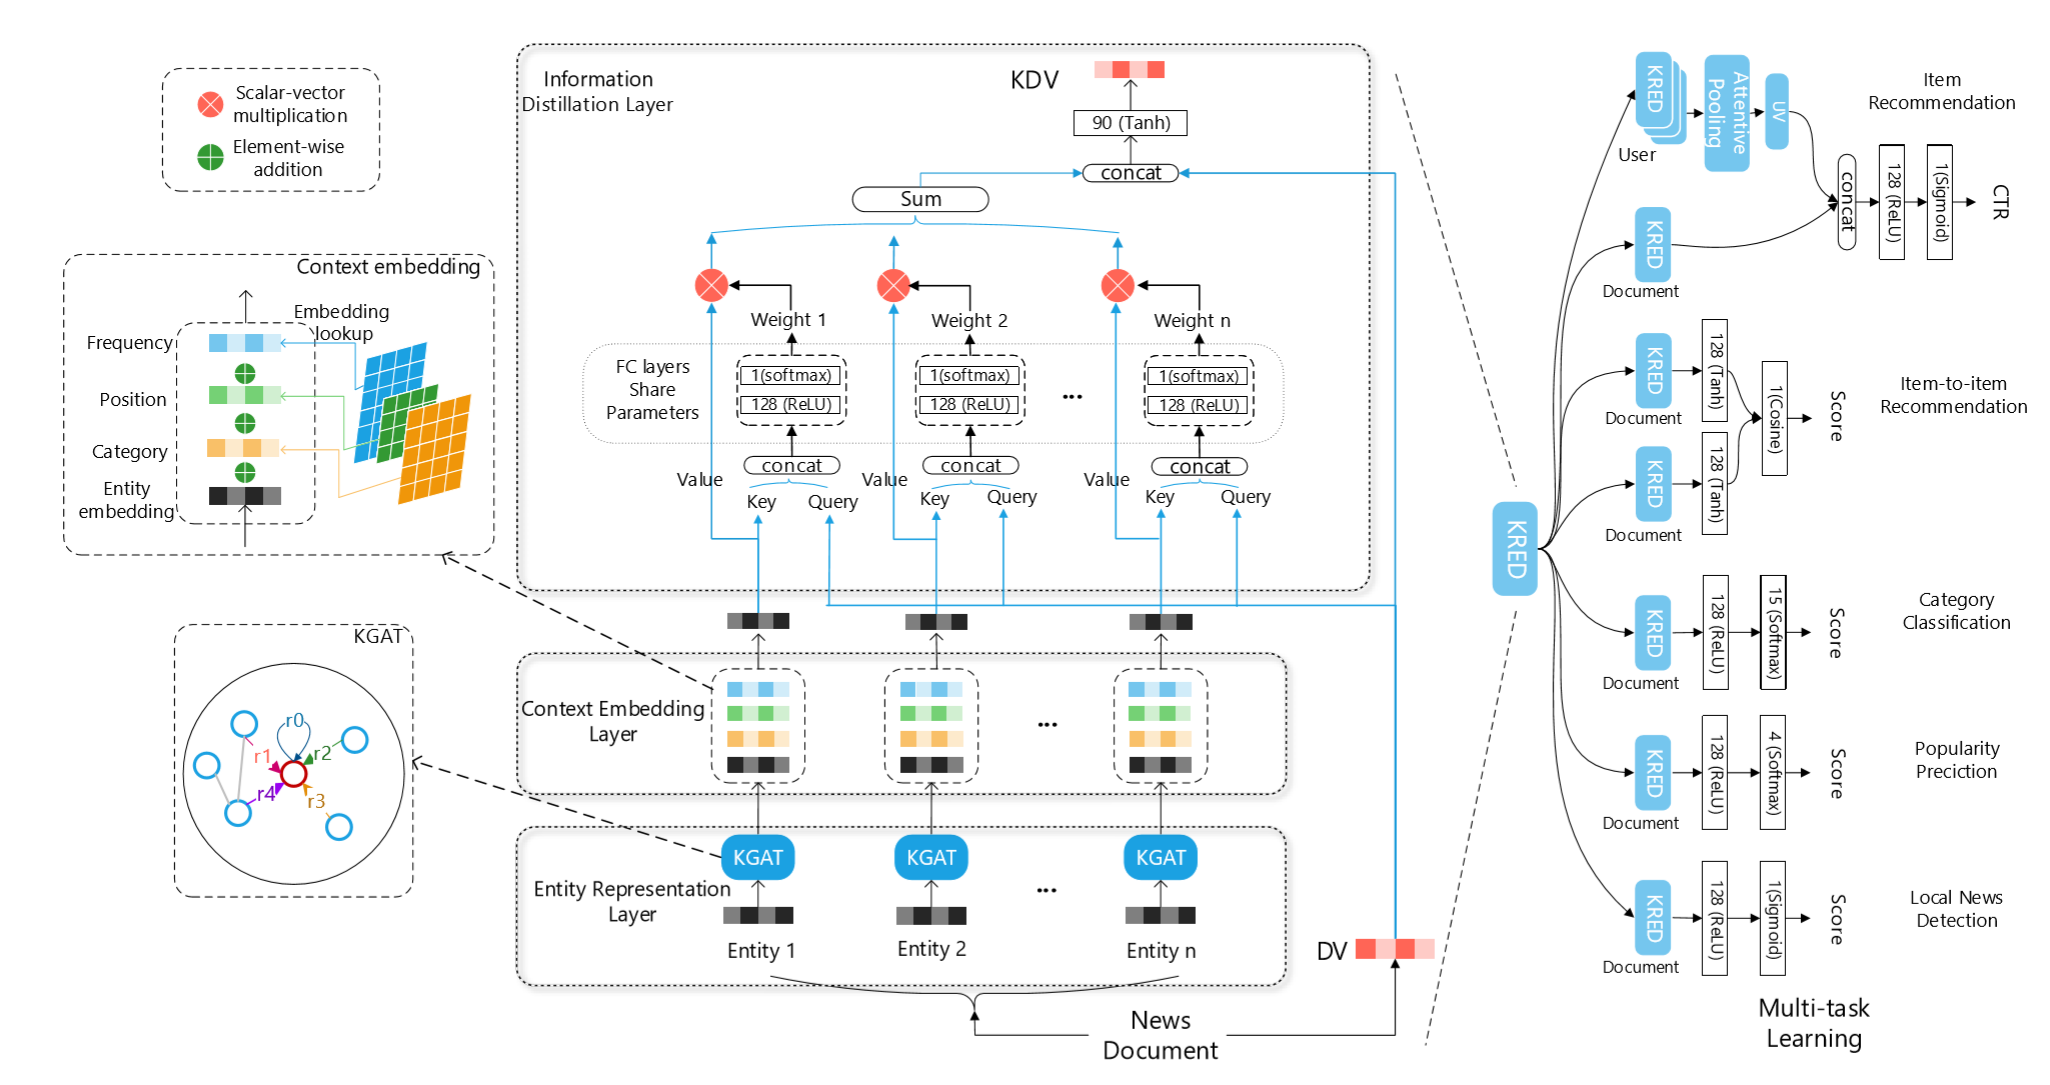 Scalar-vector
multiplication
Element-wise
addition
Context embedding
Embedding
lookup
Frequency
Position
Category
Entity
embedding
KGAT
r0
r1
r2
r3
r4
Information
Distillation Layer
KDV
90 (Tanh)
concat
Sum
Weight 1
Weight 2
Weight n
FC layers
Share
Parameters
1(softmax)
128 (ReLU)
1(softmax)
128 (ReLU)
...
1(softmax)
128 (ReLU)
concat
concat
concat
Value
Key
Query
Value
Key
Query
Value
Key
Query
Context Embedding
Layer
...
Entity Representation
Layer
KGAT
KGAT
...
KGAT
Entity 1
Entity 2
Entity n
DV
News
Document
KRED
KRED
User
Attentive
Pooling
UV
KRED
Document
concat
128 (ReLU)
1(Sigmoid)
CTR
Item
Recommendation
KRED
Document
128 (Tanh)
KRED
Document
128 (Tanh)
1(Cosine)
Score
Item-to-item
Recommendation
KRED
Document
128 (ReLU)
15 (Softmax)
Score
Category
Classification
KRED
Document
128 (ReLU)
4 (Softmax)
Score
Popularity
Preciction
KRED
Document
128 (ReLU)
1(Sigmoid)
Score
Local News
Detection
Multi-task
Learning